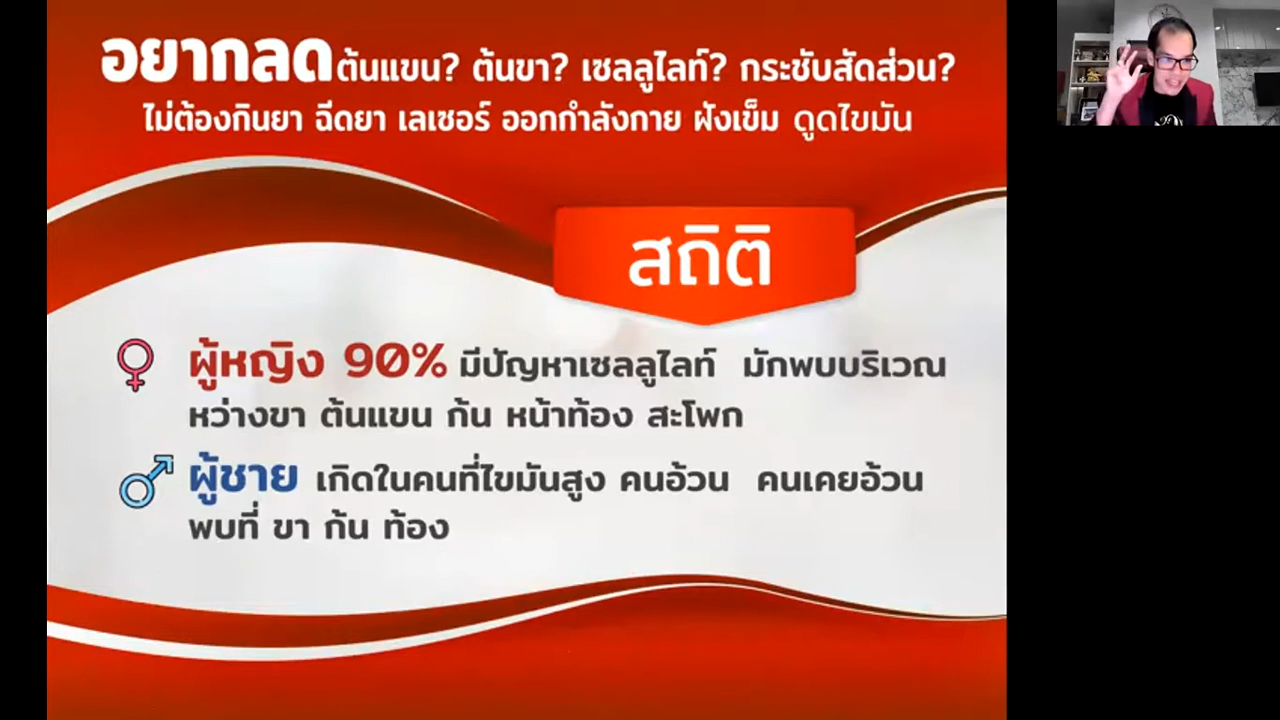 อยากลดต้นแขน? ต้นขา? เซลลูไลท์? กระชับสัดส่วน?
ไม่ต้องกินยา ฉีดยา เลเซอร์ ออกกำลังกาย ฝังเข็ม ดูดไขมัน
สถิติ
ผู้หญิง 90% มีปัญหาเซลลูไลท์ มักพบบริเวณ
หว่างขา ต้นแขน ก้น หน้าท้อง สะโพก
ผู้ชาย เกิดในคนที่ไขมันสูง คนอ้วน คนเคยอ้วน
พบที่ ขา ก้น ท้อง